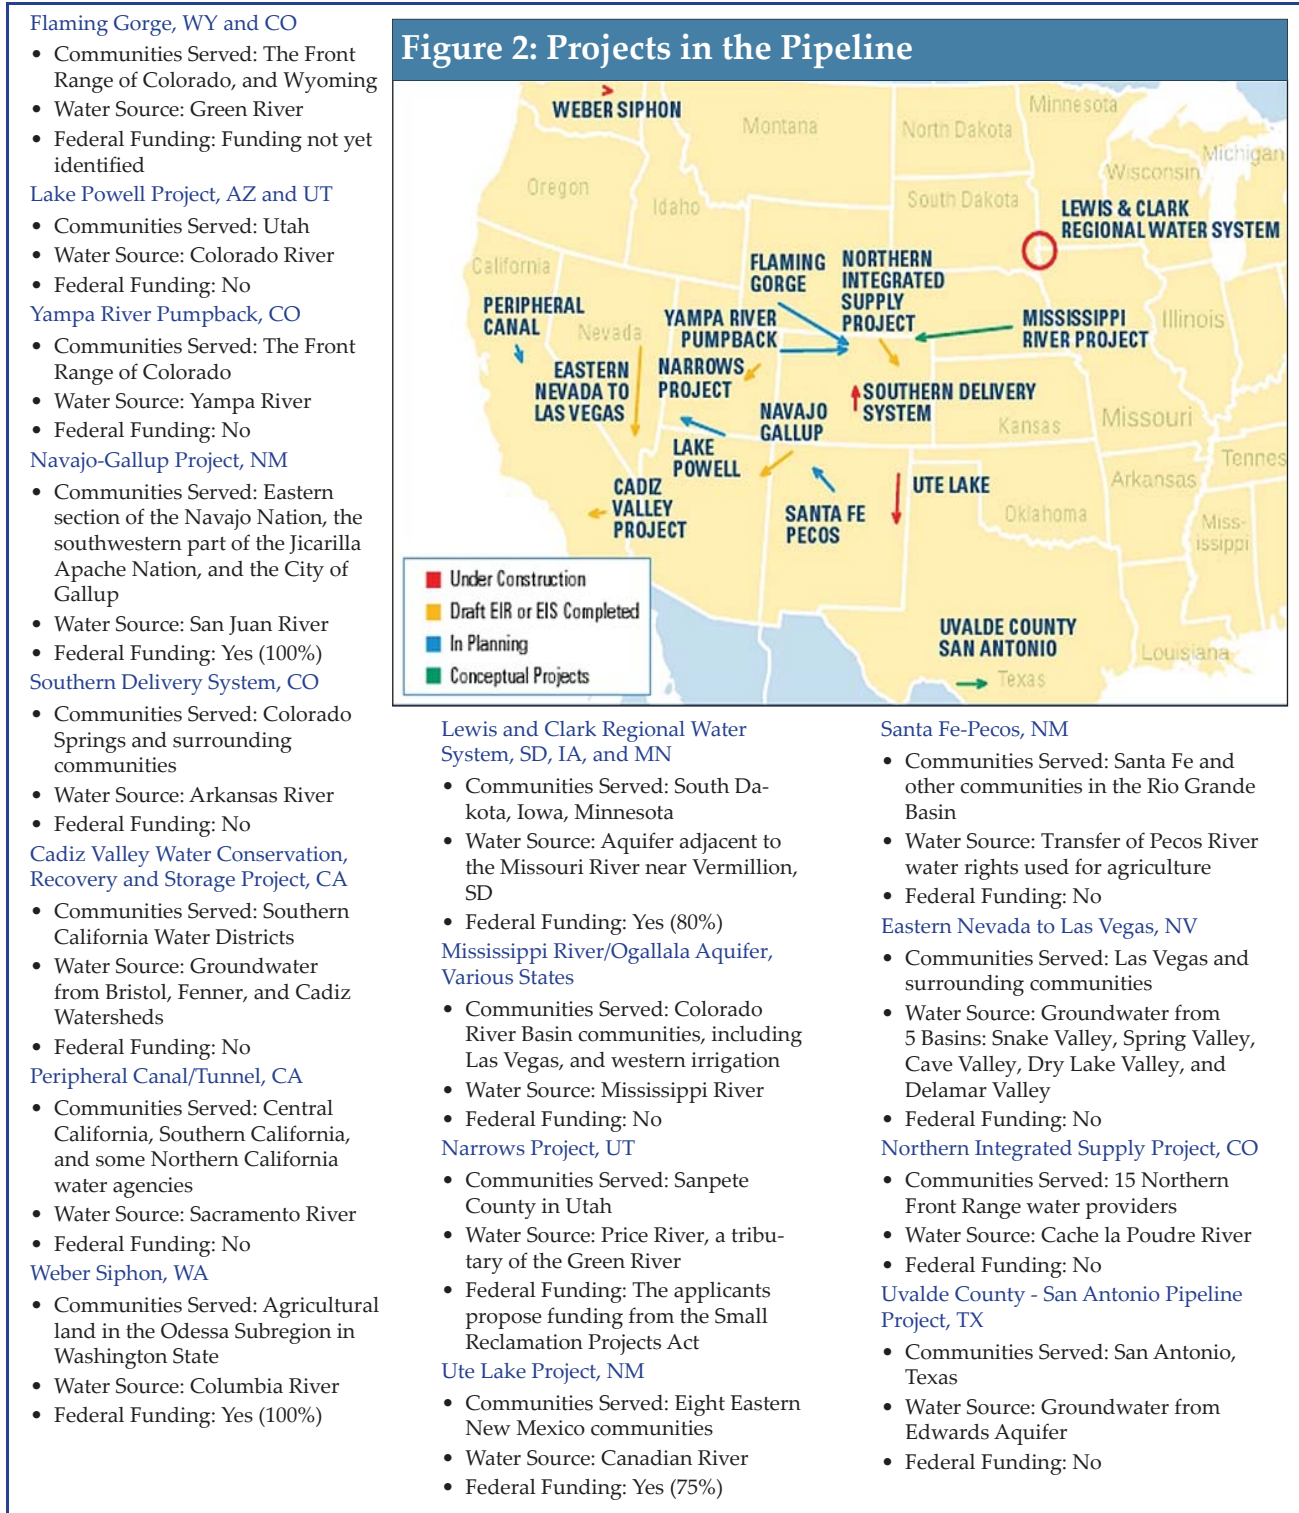 Flaming Gorge, WY and CO
• Communities Served: The Front
Range of Colorado, and Wyoming
• Water Source: Green River
• Federal Funding: Funding not yet
identified
Lake Powell Project, AZ and UT
• Communities Served: Utah
• Water Source: Colorado River
• Federal Funding: No
Yampa River Pumpback, CO
• Communities Served: The Front
Range of Colorado
• Water Source: Yampa River
• Federal Funding: No
Navajo-Gallup Project, NM
• Communities Served: Eastern
section of the Navajo Nation, the
southwestern part of the Jicarilla
Apache Nation, and the City of
Gallup
• Water Source: San Juan River
• Federal Funding: Yes (100%)
Southern Delivery System, CO
• Communities Served: Colorado
Springs and surrounding
communities
• Water Source: Arkansas River
• Federal Funding: No
Cadiz Valley Water Conservation,
Recovery and Storage Project, CA
• Communities Served: Southern
California Water Districts
• Water Source: Groundwater
from Bristol, Fenner, and Cadiz
Watersheds
• Federal Funding: No
Peripheral Canal/Tunnel, CA
• Communities Served: Central
California, Southern California,
and some Northern California
water agencies
• Water Source: Sacramento River
• Federal Funding: No
Weber Siphon, WA
• Communities Served: Agricultural
land in the Odessa Subregion in
Washington State
• Water Source: Columbia River
• Federal Funding: Yes (100%)
Figure 2: Projects in the Pipeline
WEBER SIPHON
Montana
North Dakota
Minnesota
Michigan
Wisconsin
Oregon
Idaho
South Dakota
LEWIS & CLARK
REGIONAL WATER SYSTEM
California
FLAMING
GORGE
NORTHERN
INTEGRATED
SUPPLY
PROJECT
PERIPHERAL
CANAL
Nevada
YAMPA RIVER
PUMPBACK
MISSISSIPPI
RIVER PROJECT
Illinois
EASTERN
NEVADA TO
LAS VEGAS
NARROWS
PROJECT
SOUTHERN DELIVERY
SYSTEM
NAVAJO
GALLUP
Kansas
Missouri
LAKE
POWELL
Tennes
CADIZ
VALLEY
PROJECT
UTE LAKE
Arkansas
SANTA FE
PECOS
Oklahoma
Miss-
issippi
Under Construction
Draft EIR or EIS Completed
In Planning
Conceptual Projects
UVALDE COUNTY
SAN ANTONIO
Texas
Louisiana
Lewis and Clark Regional Water
System, SD, IA, and MN
• Communities Served: South Da-
kota, Iowa, Minnesota
• Water Source: Aquifer adjacent to
the Missouri River near Vermillion,
SD
• Federal Funding: Yes (80%)
Mississippi River/Ogallala Aquifer,
Various States
• Communities Served: Colorado
River Basin communities, including
Las Vegas, and western irrigation
• Water Source: Mississippi River
• Federal Funding: No
Narrows Project, UT
• Communities Served: Sanpete
County in Utah
• Water Source: Price River, a tribu-
tary of the Green River
• Federal Funding: The applicants
propose funding from the Small
Reclamation Projects Act
Ute Lake Project, NM
• Communities Served: Eight Eastern
New Mexico communities
• Water Source: Canadian River
• Federal Funding: Yes (75%)
Santa Fe-Pecos, NM
• Communities Served: Santa Fe and
other communities in the Rio Grande
Basin
• Water Source: Transfer of Pecos River
water rights used for agriculture
• Federal Funding: No
Eastern Nevada to Las Vegas, NV
• Communities Served: Las Vegas and
surrounding communities
• Water Source: Groundwater from
5 Basins: Snake Valley, Spring Valley,
Cave Valley, Dry Lake Valley, and
Delamar Valley
• Federal Funding: No
Northern Integrated Supply Project, CO
• Communities Served: 15 Northern
Front Range water providers
• Water Source: Cache la Poudre River
• Federal Funding: No
Uvalde County - San Antonio Pipeline
Project, TX
• Communities Served: San Antonio,
Texas
• Water Source: Groundwater from
Edwards Aquifer
• Federal Funding: No